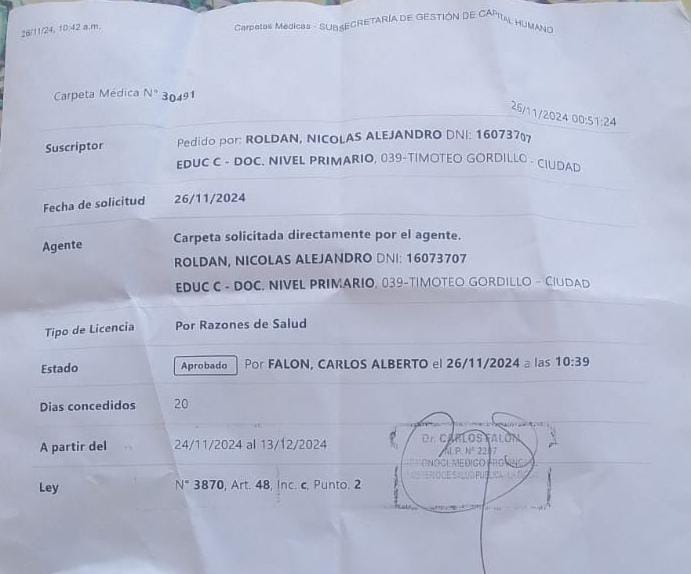 26/11/24, 10:42 a.m.
Carpetas Médicas - SUBSECRETARÍA DE GESTIÓN DE CAPITAL HUMANO
Carpeta Médica N° 30491
26/11/2024 00:51:24
Suscriptor
Pedido por: ROLDAN, NICOLAS ALEJANDRO DNI: 16073707
EDUC C - DOC. NIVEL PRIMARIO, 039-TIMOTEO GORDILLO - CIUDAD
Fecha de solicitud
26/11/2024
Agente
Carpeta solicitada directamente por el agente.
ROLDAN, NICOLAS ALEJANDRO DNI: 16073707
EDUC C - DOC. NIVEL PRIMARIO, 039-TIMOTEO GORDILLO - CIUDAD
Tipo de Licencia
Por Razones de Salud
Estado
Aprobado Por FALON, CARLOS ALBERTO el 26/11/2024 a las 10:39
Dias concedidos
20
A partir del
24/11/2024 al 13/12/2024
Ley
N° 3870, Art. 48, Inc. c, Punto. 2
Dr. CARLOS FALON
M.P. N°
MEDICO